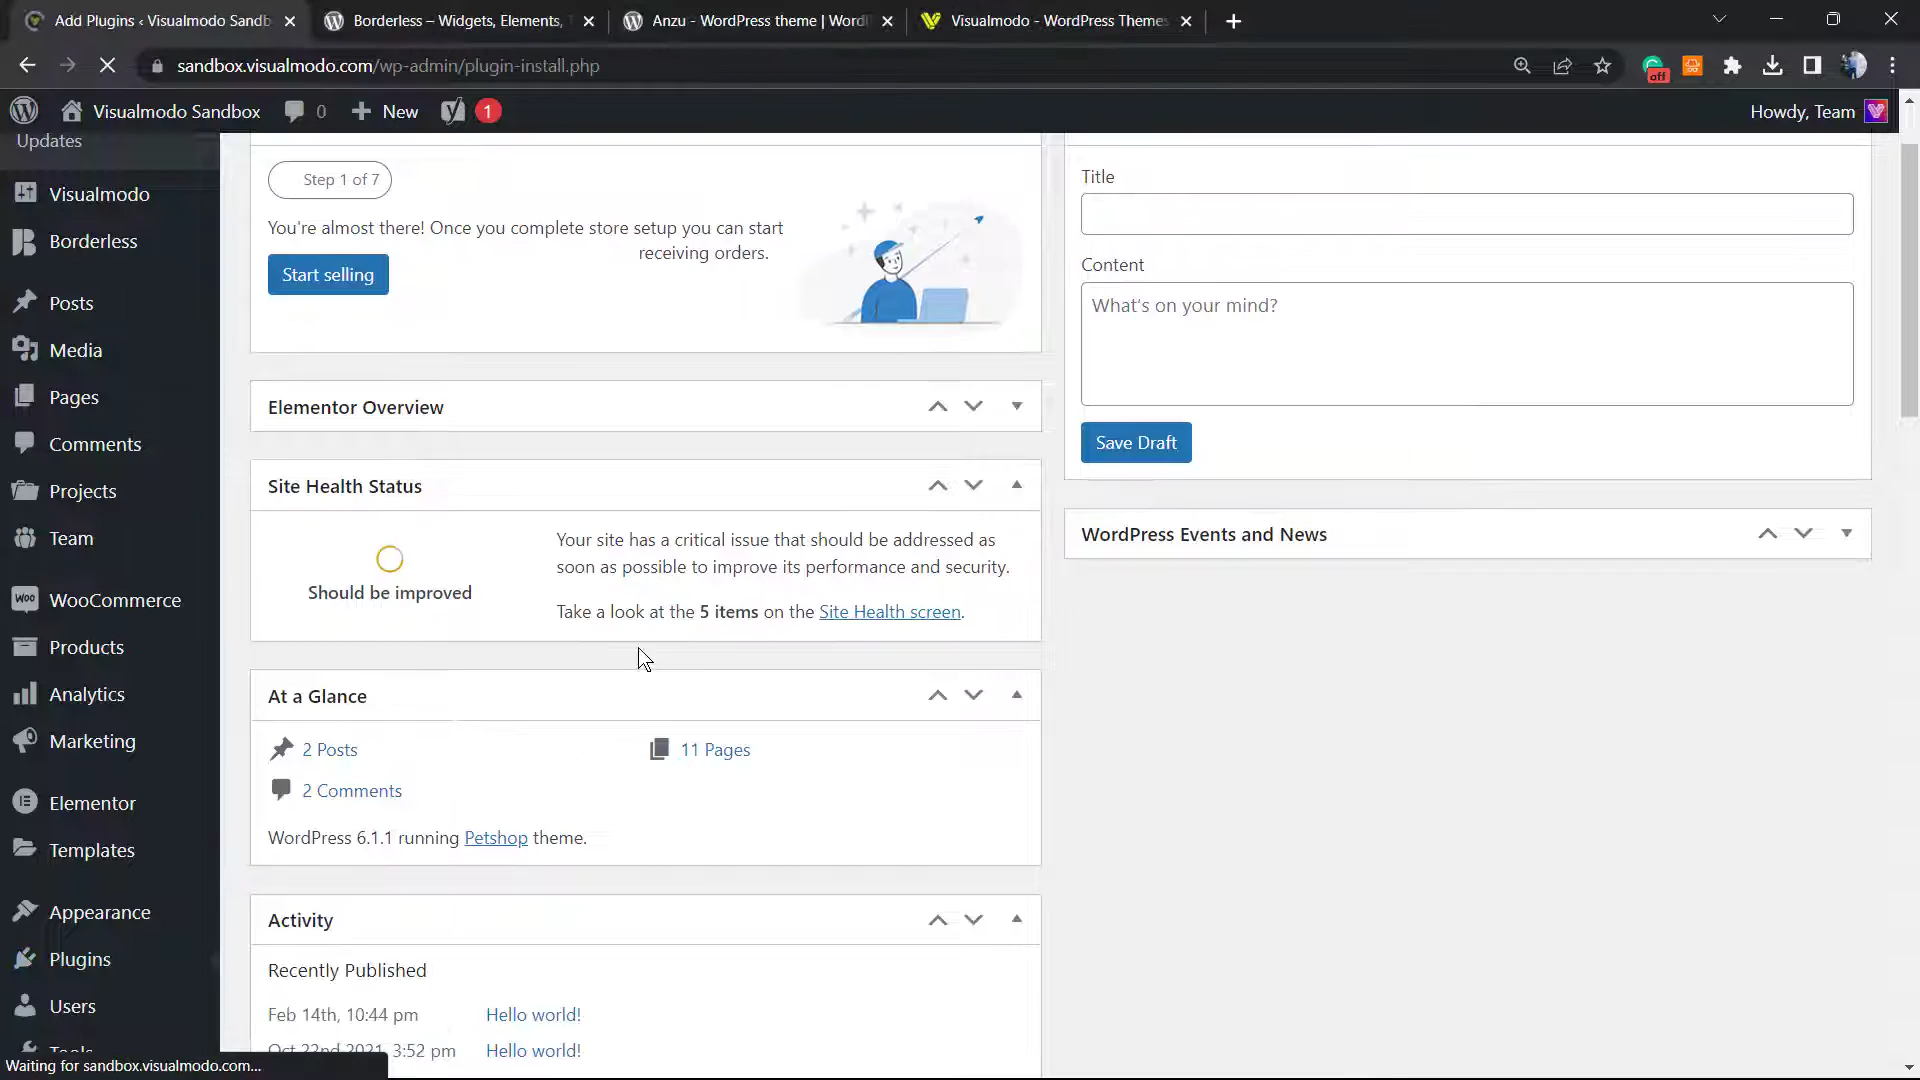 Add Plugins ‹ Visualmodo Sandb
Borderless – Widgets, Elements,
Anzu - WordPress theme | Word
Visualmodo - WordPress Themes
sandbox.visualmodo.com/wp-admin/plugin-install.php
off
Visualmodo Sandbox
0
New
1
Howdy, Team
Updates
Visualmodo
Borderless
Posts
Media
Pages
Comments
Projects
Team
Woo
WooCommerce
Products
Analytics
Marketing
Elementor
Templates
Appearance
Plugins
Users
Tools
Step 1 of 7
You're almost there! Once you complete store setup you can start
receiving orders.
Start selling
Elementor Overview
Site Health Status
Should be improved
Your site has a critical issue that should be addressed as
soon as possible to improve its performance and security.
Take a look at the 5 items on the Site Health screen.
At a Glance
2 Posts
11 Pages
2 Comments
WordPress 6.1.1 running Petshop theme.
Activity
Recently Published
Feb 14th, 10:44 pm
Hello world!
Oct 22nd 2021, 3:52 pm
Hello world!
Title
Content
What's on your mind?
Save Draft
WordPress Events and News
Waiting for sandbox.visualmodo.com...